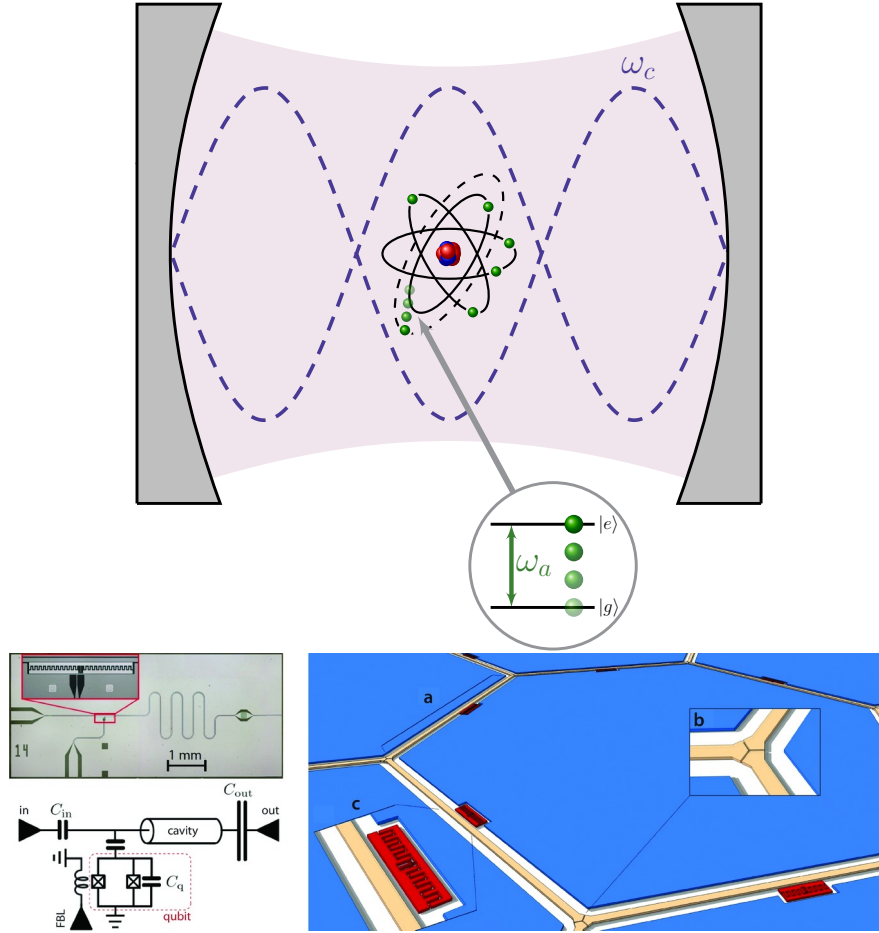 ω_c
|e⟩
ω_a
|g⟩
14
1 mm
a
b
c
in
C_in
cavity
C_out
out
C_q
FBL
qubit